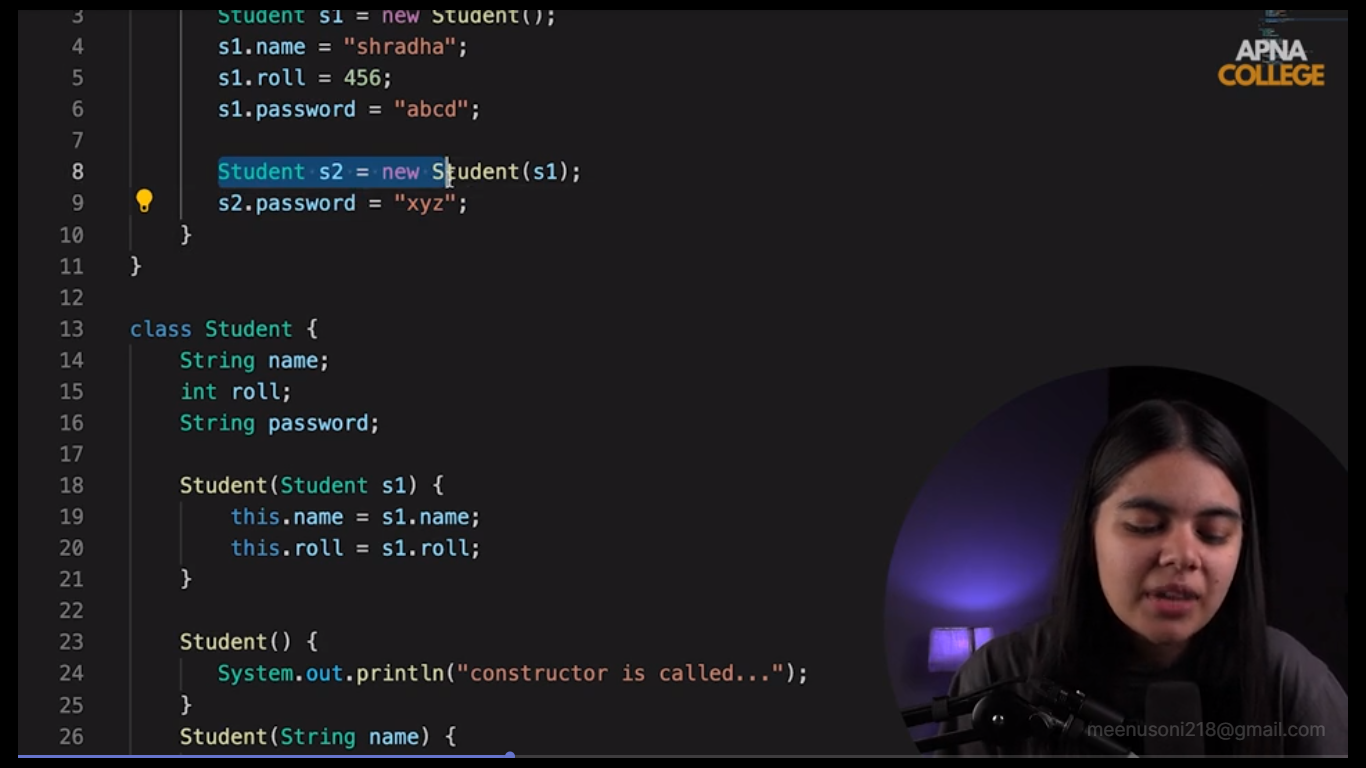 3 Student s1 = new Student();
4 s1.name = "shradha";
5 s1.roll = 456;
6 s1.password = "abcd";
7
8 Student s2 = new Student(s1);
9 s2.password = "xyz";
10 }
11 }
12
13 class Student {
14 String name;
15 int roll;
16 String password;
17
18 Student(Student s1) {
19 this.name = s1.name;
20 this.roll = s1.roll;
21 }
22
23 Student() {
24 System.out.println("constructor is called...");
25 }
26 Student(String name) {
APNA
COLLEGE
meenusoni218@gmail.com